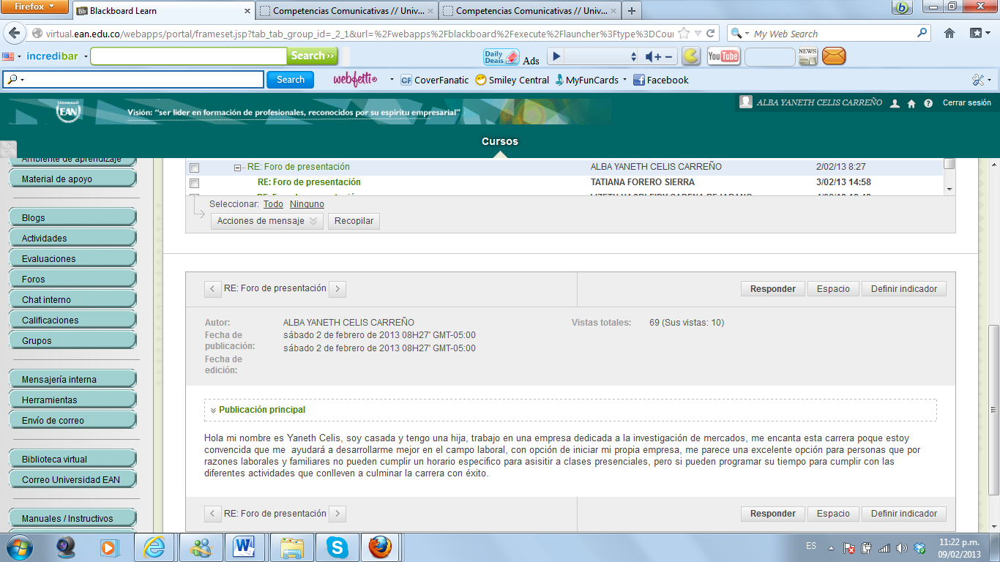 Firefox
Blackboard Learn
Competencias Comunicativas // Univ...
Competencias Comunicativas // Univ...
virtual.ean.edu.co/webapps/portal/frameset.jsp?tab_tab_group_id=_2_1&url=%2Fwebapps%2Fblackboard%2Fexecute%2Flauncher%3Ftype%3DCour
My Web Search
incredibar
Search >>
Daily Deals
Ads
YouTube
NEWS
Search
webfetti
CF CoverFanatic
Smiley Central
MyFunCards
Facebook
UNIVERSIDAD EAN
Visión: "ser líder en formación de profesionales, reconocidos por su espíritu empresarial"
ALBA YANETH CELIS CARREÑO
Cerrar sesión
Cursos
Ambiente de aprendizaje
Material de apoyo
Blogs
Actividades
Evaluaciones
Foros
Chat interno
Calificaciones
Grupos
Mensajería interna
Herramientas
Envío de correo
Biblioteca virtual
Correo Universidad EAN
Manuales / Instructivos
RE: Foro de presentación ALBA YANETH CELIS CARREÑO 2/02/13 8:27
RE: Foro de presentación TATIANA FORERO SIERRA 3/02/13 14:58
Seleccionar: Todo Ninguno
Acciones de mensaje Recopilar
RE: Foro de presentación
Responder Espacio Definir indicador
Autor: ALBA YANETH CELIS CARREÑO Vistas totales: 69 (Sus vistas: 10)
Fecha de publicación: sábado 2 de febrero de 2013 08H27' GMT-05:00
sábado 2 de febrero de 2013 08H27' GMT-05:00
Fecha de edición:
Publicación principal
Hola mi nombre es Yaneth Celis, soy casada y tengo una hija, trabajo en una empresa dedicada a la investigación de mercados, me encanta esta carrera poque estoy
convencida que me  ayudará a desarrollarme mejor en el campo laboral, con opción de iniciar mi propia empresa, me parece una excelente opción para personas que por
razones laborales y familiares no pueden cumplir un horario especifico para asisitir a clases presenciales, pero si pueden programar su tiempo para cumplir con las
diferentes actividades que conlleven a culminar la carrera con éxito.
RE: Foro de presentación
Responder Espacio Definir indicador
ES
11:22 p.m.
09/02/2013